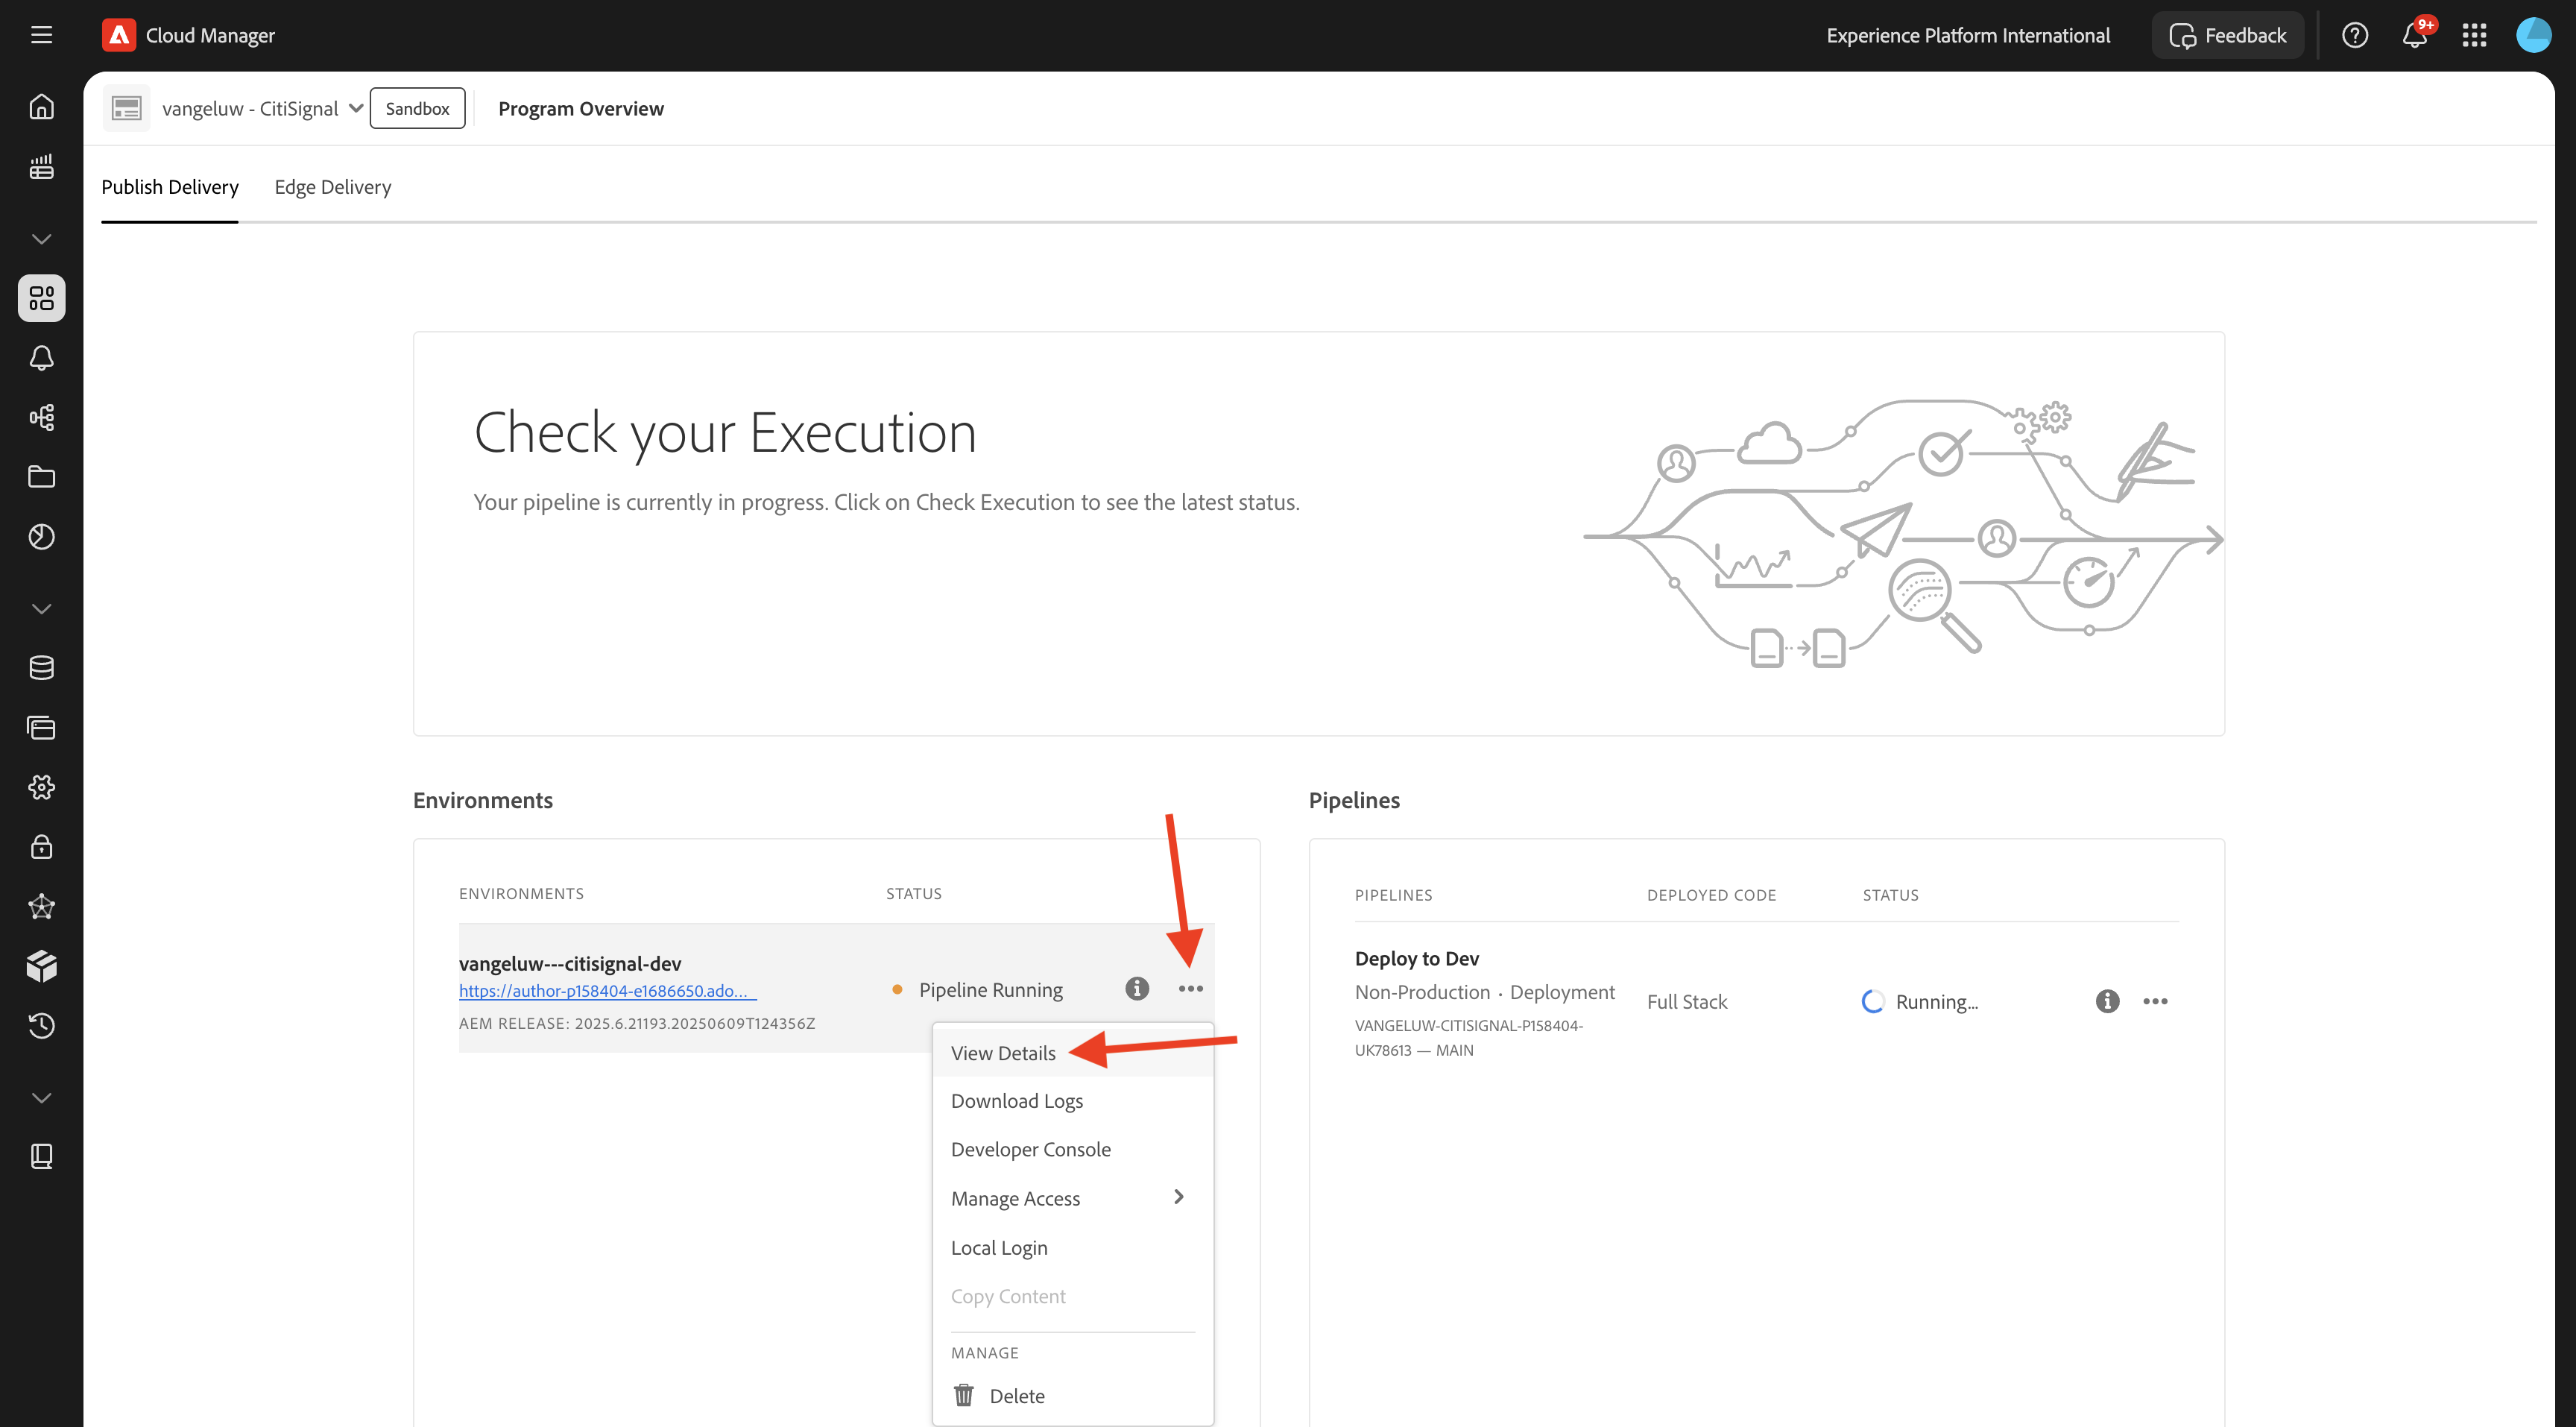 Cloud Manager
Experience Platform International
Feedback
9+
vangeluw - CitiSignal
Sandbox
Program Overview
Publish Delivery
Edge Delivery
Check your Execution
Your pipeline is currently in progress. Click on Check Execution to see the latest status.
Environments
ENVIRONMENTS
STATUS
vangeluw---citisignal-dev
https://author-p158404-e1686650.ado...
AEM RELEASE: 2025.6.21193.20250609T124356Z
Pipeline Running
View Details
Download Logs
Developer Console
Manage Access
Local Login
Copy Content
MANAGE
Delete
Pipelines
PIPELINES
DEPLOYED CODE
STATUS
Deploy to Dev
Non-Production · Deployment
VANGELUW-CITISIGNAL-P158404-
UK78613 — MAIN
Full Stack
Running...